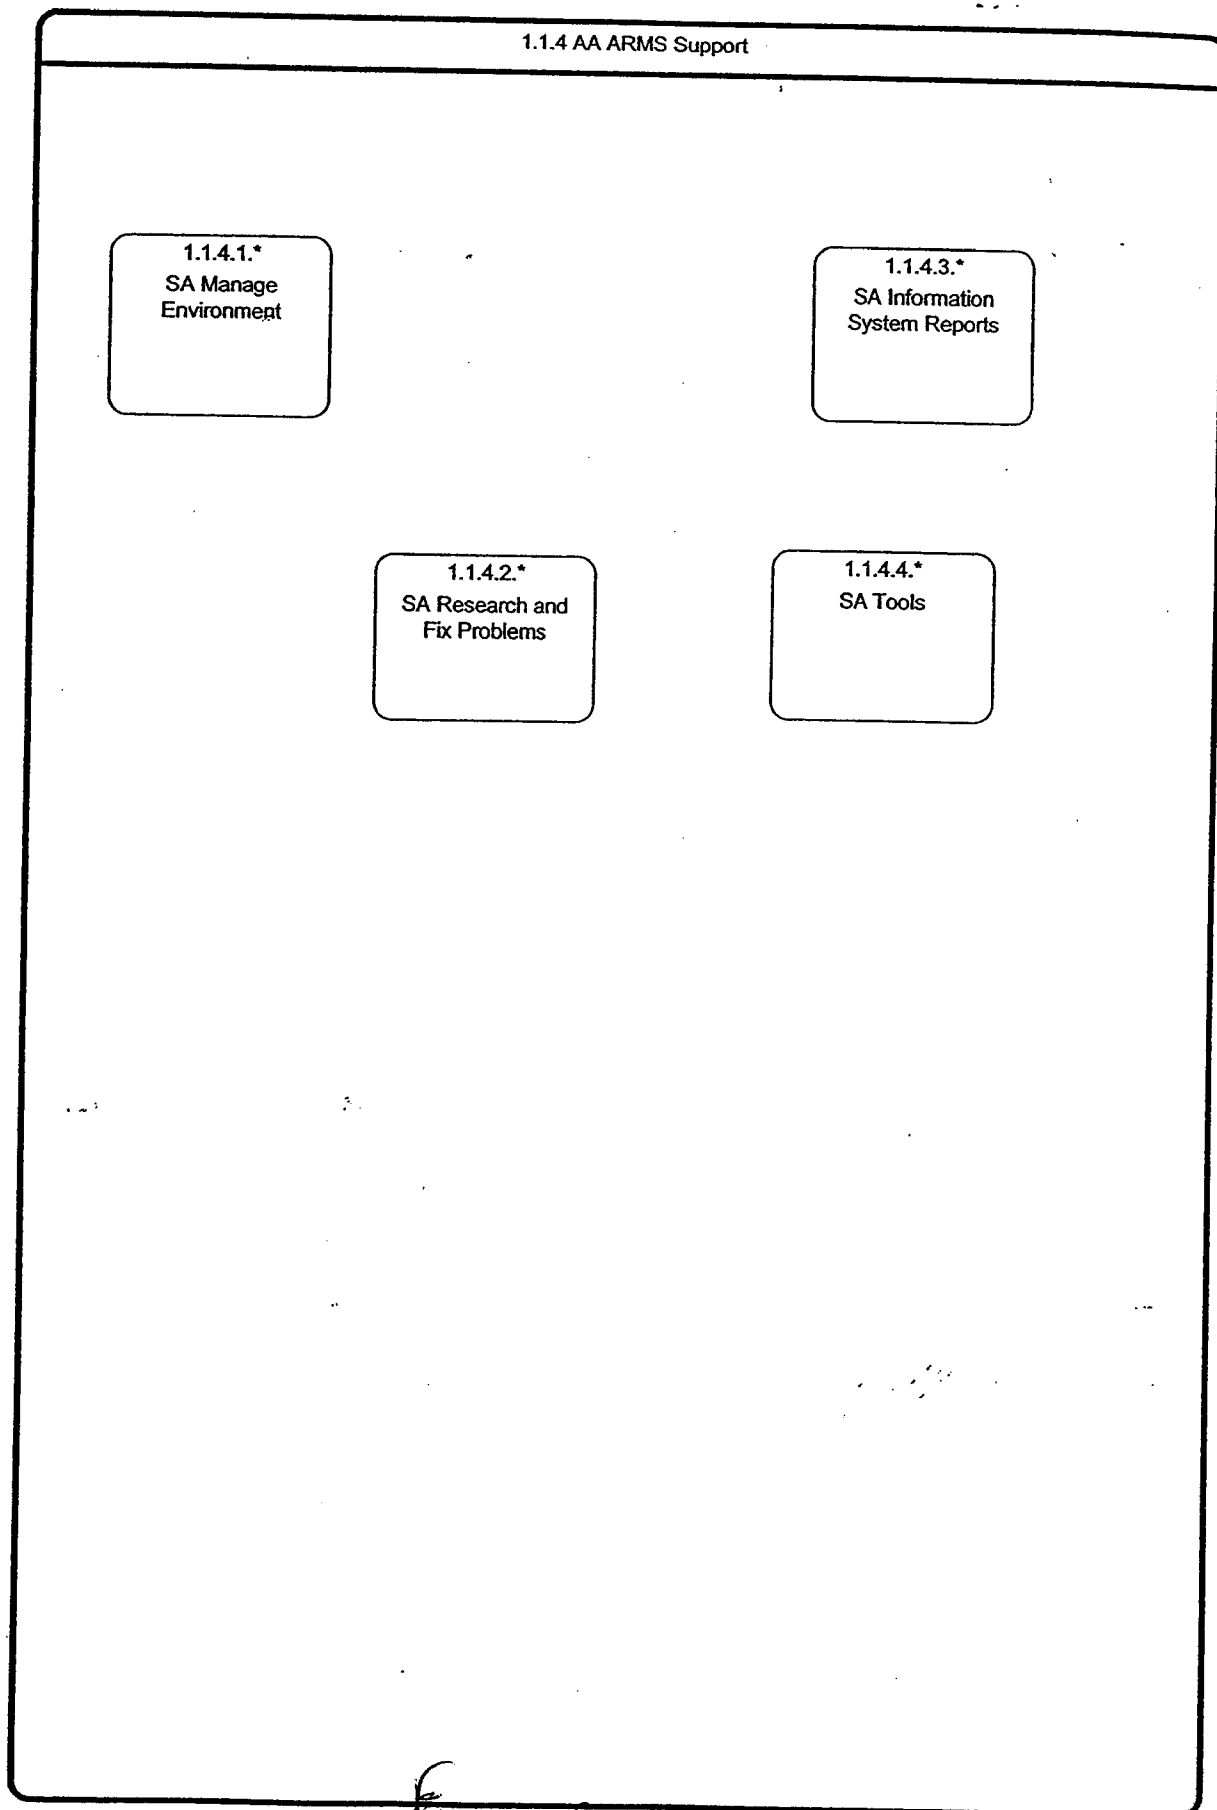 1.1.4 AA ARMS Support
1.1.4.1.*
SA Manage
Environment
1.1.4.3.*
SA Information
System Reports
1.1.4.2.*
SA Research and
Fix Problems
1.1.4.4.*
SA Tools